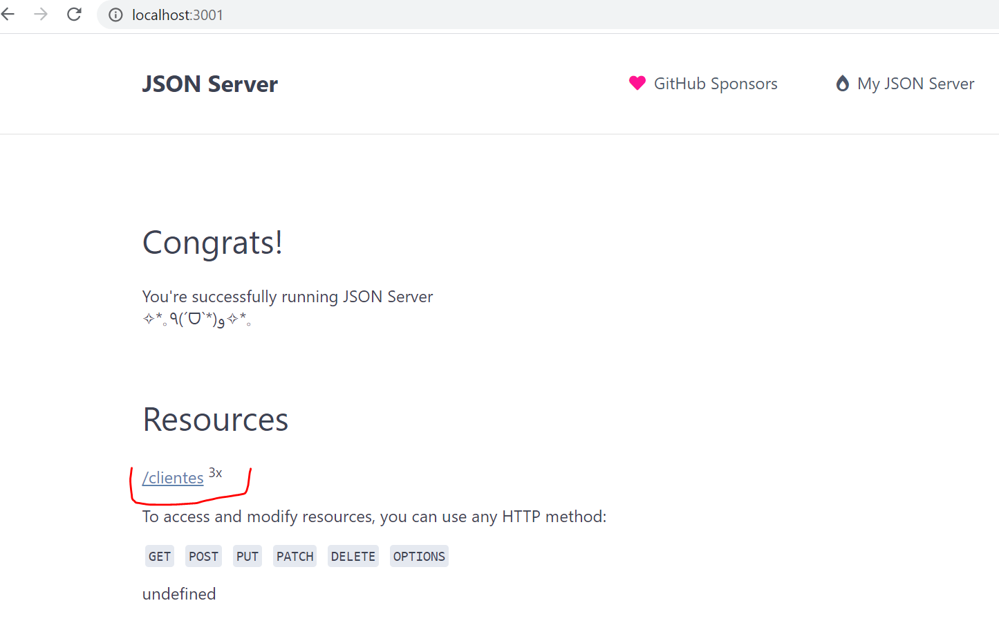 localhost:3001
JSON Server
GitHub Sponsors
My JSON Server
Congrats!
You're successfully running JSON Server
✧*｡٩(ˊᗜˋ*)و✧*｡
Resources
/clientes 3x
To access and modify resources, you can use any HTTP method:
GET POST PUT PATCH DELETE OPTIONS
undefined